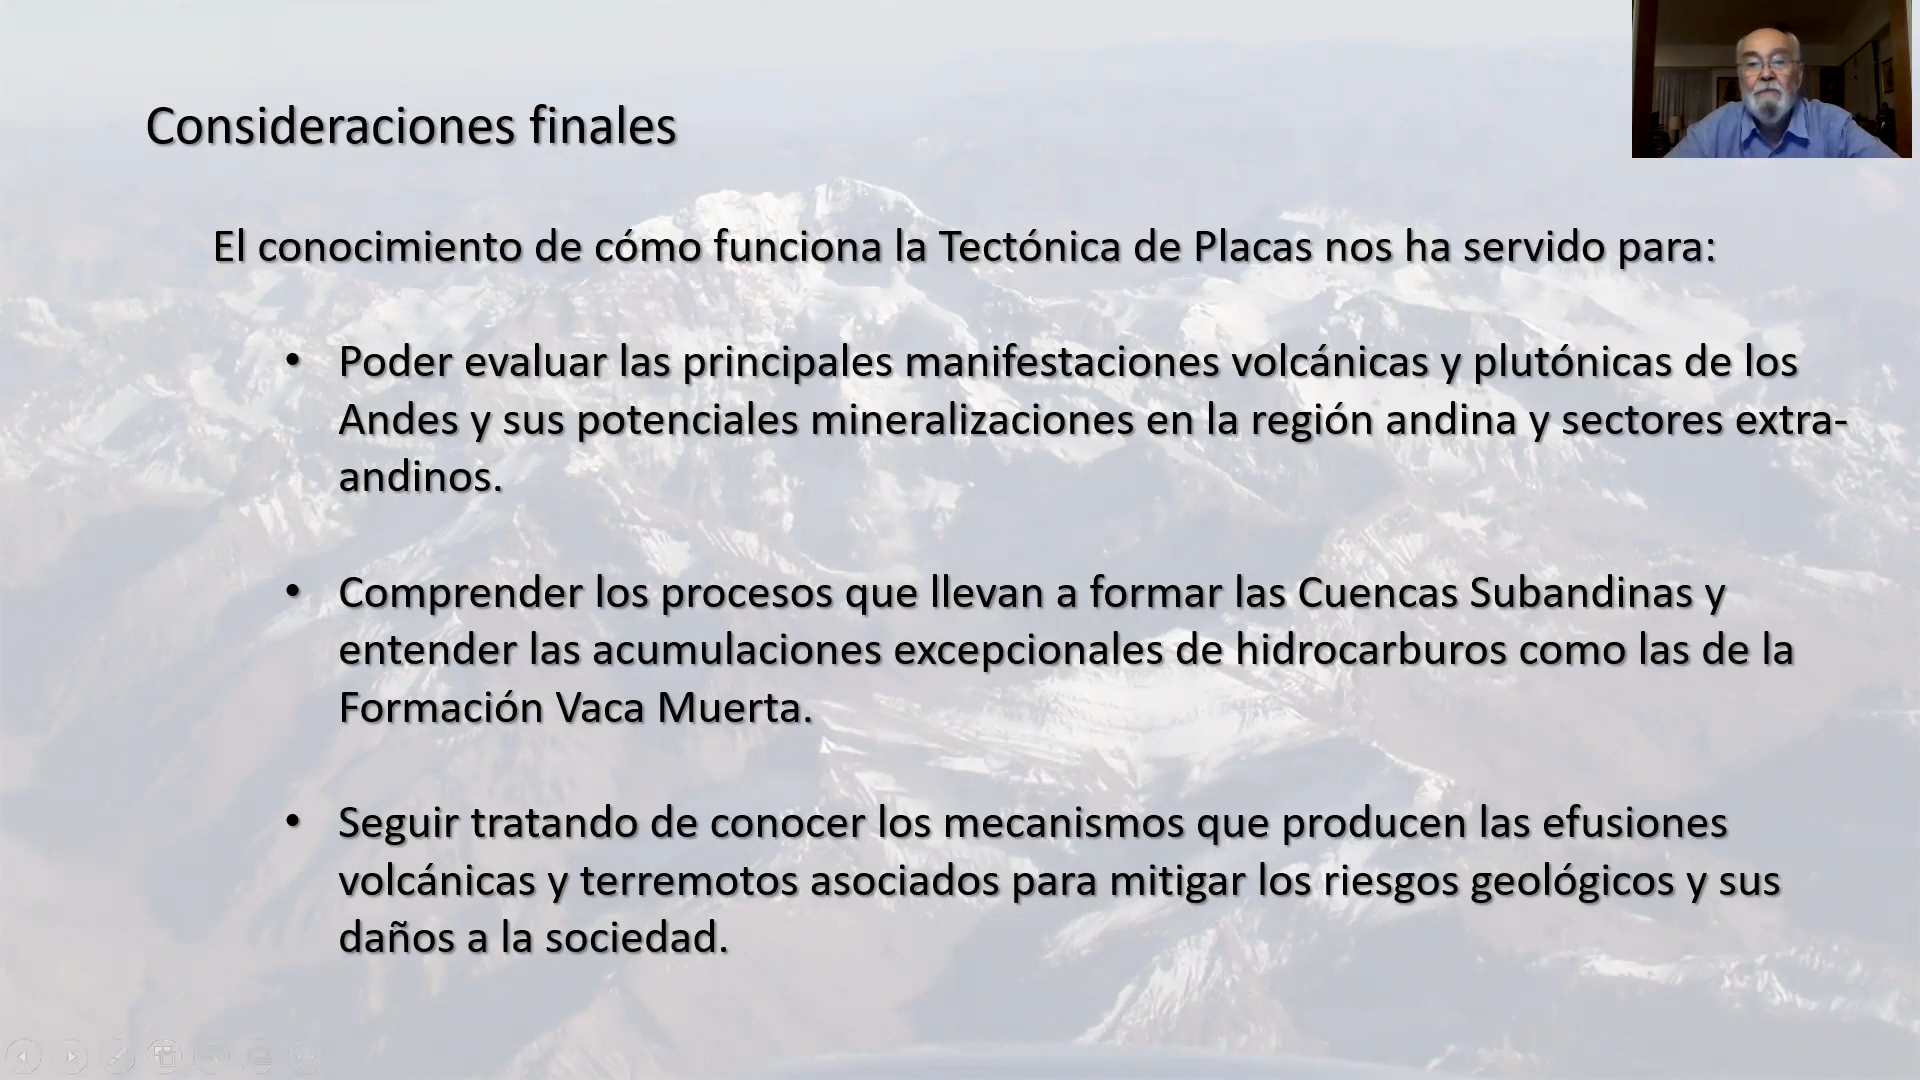 Consideraciones finales
El conocimiento de cómo funciona la Tectónica de Placas nos ha servido para:
• Poder evaluar las principales manifestaciones volcánicas y plutónicas de los
Andes y sus potenciales mineralizaciones en la región andina y sectores extra-
andinos.
• Comprender los procesos que llevan a formar las Cuencas Subandinas y
entender las acumulaciones excepcionales de hidrocarburos como las de la
Formación Vaca Muerta.
• Seguir tratando de conocer los mecanismos que producen las efusiones
volcánicas y terremotos asociados para mitigar los riesgos geológicos y sus
daños a la sociedad.